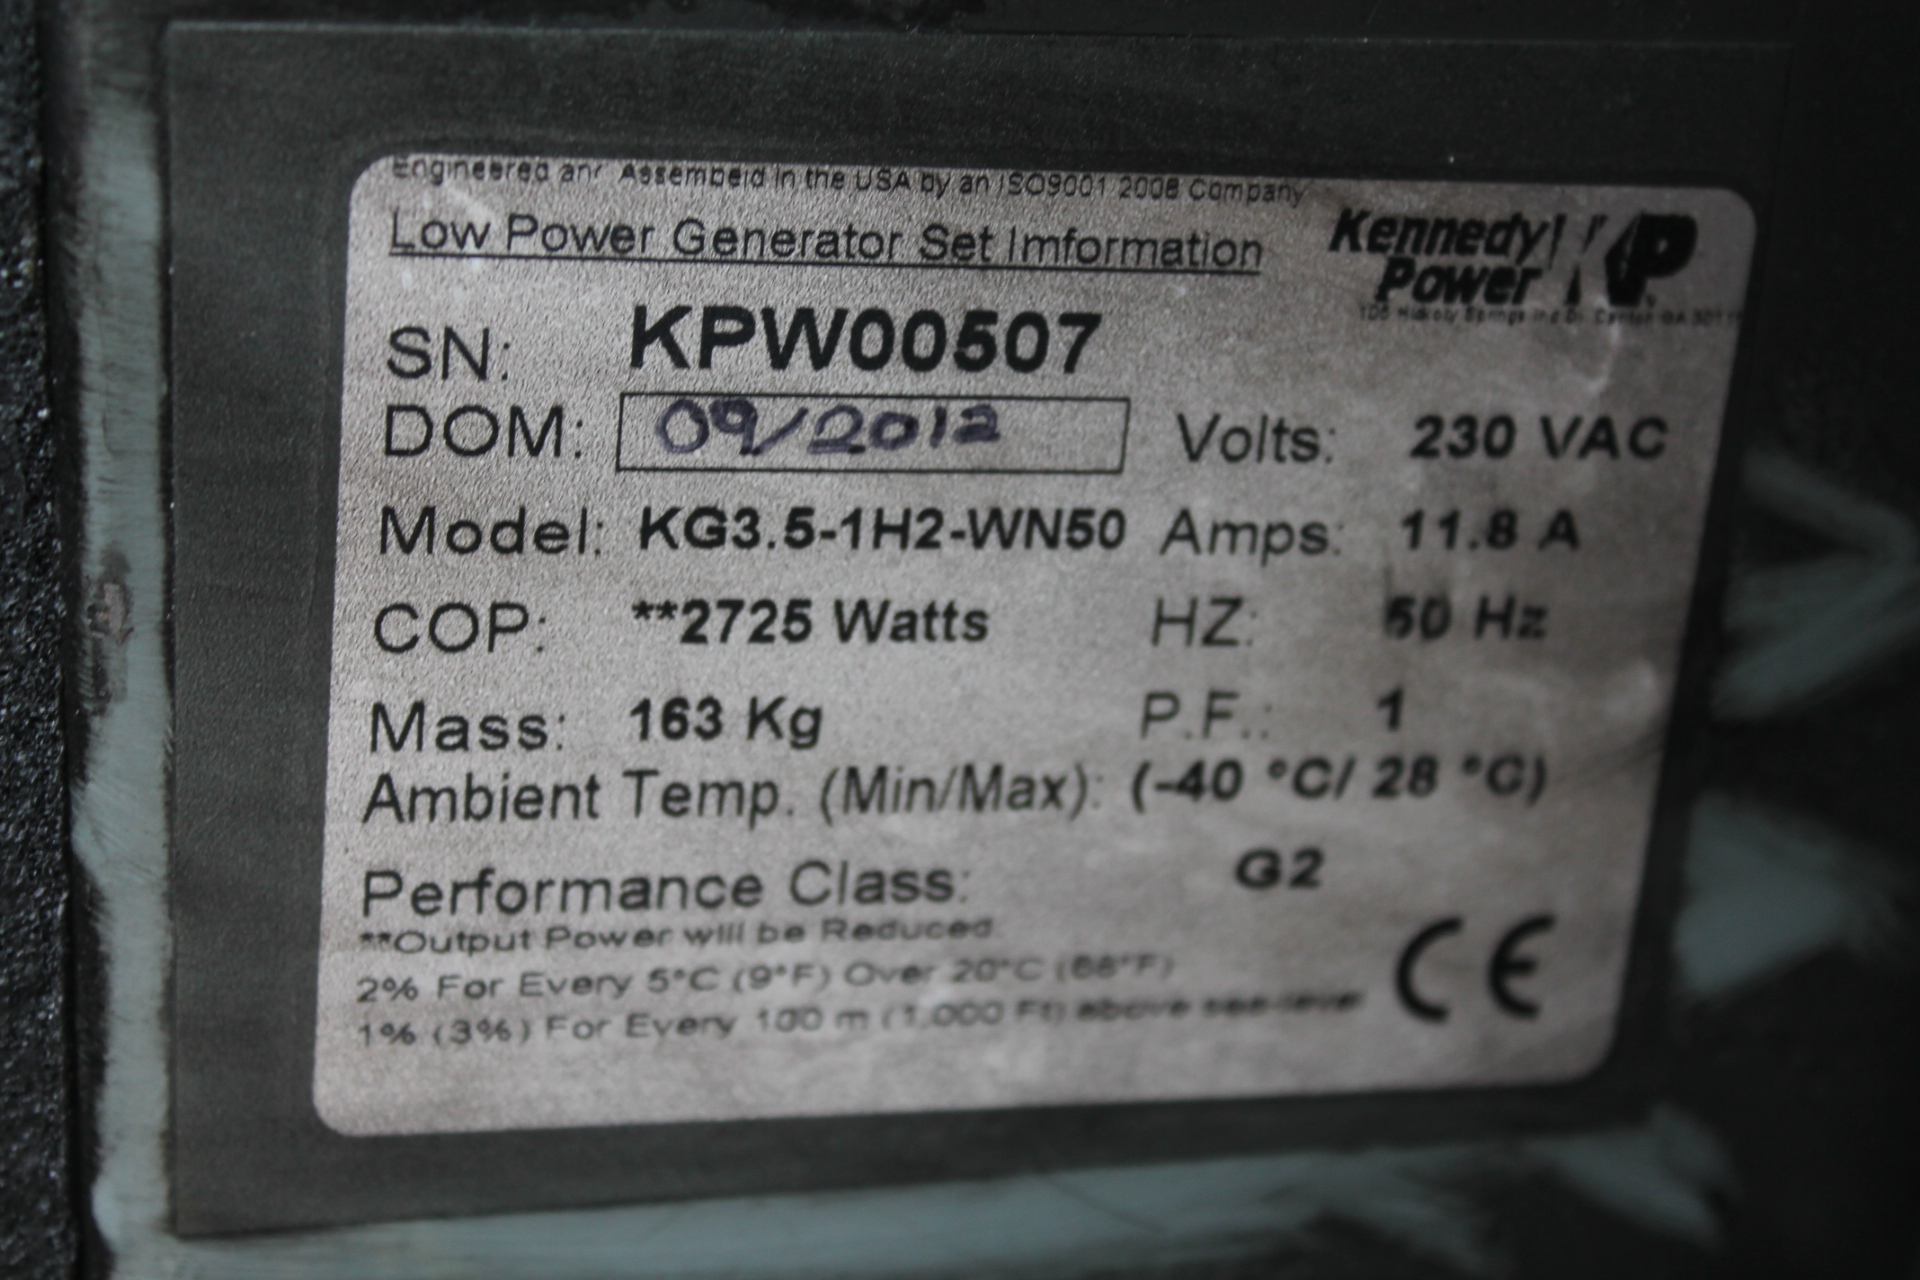 Engineered and Assembeld in the USA by an ISO9001 2008 Company
Low Power Generator Set Imformation
Kennedy
Power KP
SN: KPW00507
DOM: 09/2012 Volts: 230 VAC
Model: KG3.5-1H2-WN50 Amps: 11.8 A
COP: **2725 Watts HZ: 50 Hz
Mass: 163 Kg P.F.: 1
Ambient Temp. (Min/Max): (-40 °C/ 28 °C)
Performance Class: G2
**Output Power will be Reduced
2% For Every 5°C (9°F) Over 20°C (68°F)
1% (3%) For Every 100 m (1,000 Ft) above sea-level
CE